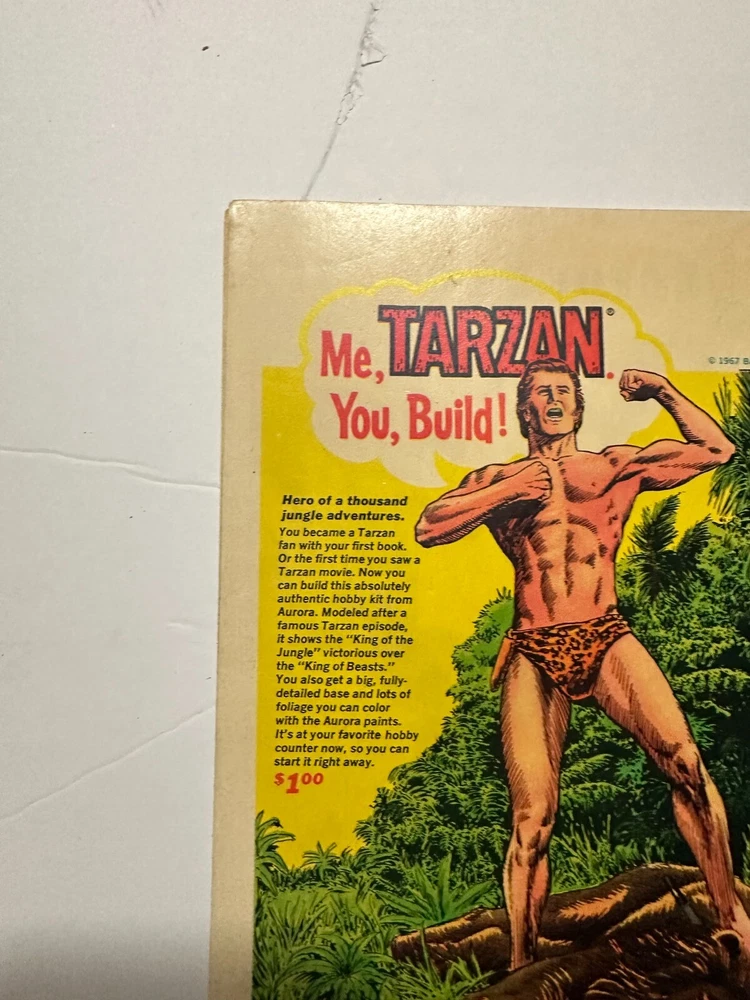 Me, TARZAN®.
You, Build!
© 1967
Hero of a thousand
jungle adventures.
You became a Tarzan
fan with your first book.
Or the first time you saw a
Tarzan movie. Now you
can build this absolutely
authentic hobby kit from
Aurora. Modeled after a
famous Tarzan episode,
it shows the "King of the
Jungle" victorious over
the "King of Beasts."
You also get a big, fully-
detailed base and lots of
foliage you can color
with the Aurora paints.
It's at your favorite hobby
counter now, so you can
start it right away.
$1.00